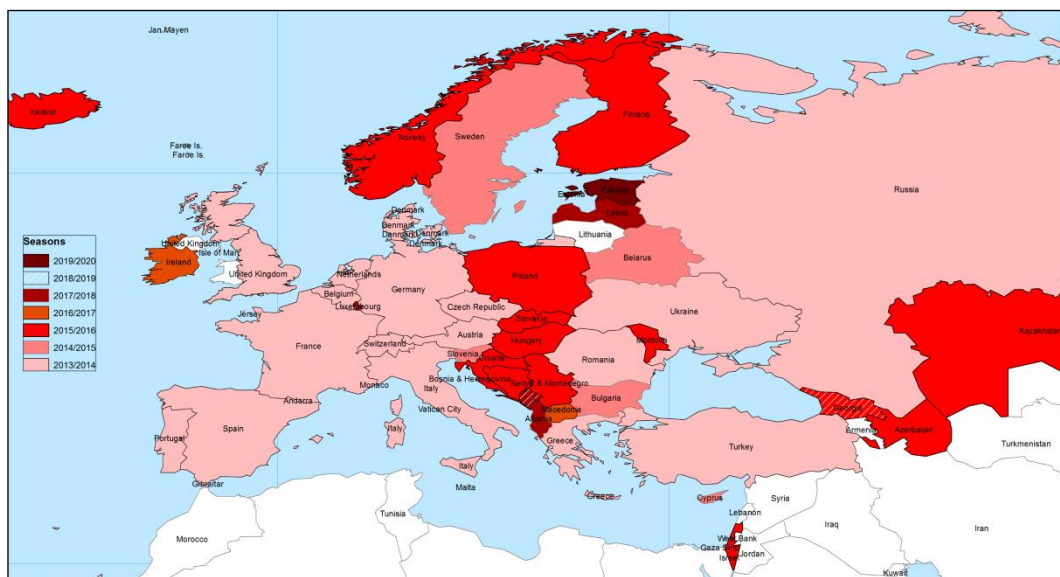 Jan Mayen
Iceland
Finland
Norway
Sweden
Faroe Is.
Faroe Is.
Russia
Estonia
Estonia
Latvia
Denmark
Denmark
Denmark
Denmark
Denmark
Lithuania
Seasons
2019/2020
2018/2019
2017/2018
2016/2017
2015/2016
2014/2015
2013/2014
United Kingdom
Isle of Man
Ireland
United Kingdom
Netherlands
Belarus
Poland
Germany
Belgium
Luxembourg
Czech Republic
Ukraine
Jersey
Slovakia
Kazakhstan
Austria
Hungary
Moldova
France
Switzerland
Slovenia
Croatia
Romania
Bosnia & Herzegovina
Serbia & Montenegro
Monaco
Italy
Bulgaria
Andorra
Vatican City
Macedonia
Albania
Georgia
Portugal
Spain
Italy
Armenia
Azerbaijan
Greece
Turkey
Turkmenistan
Italy
Gibraltar
Malta
Greece
Cyprus
Syria
Lebanon
Tunisia
Morocco
West Bank
Gaza Strip
Israel
Jordan
Iraq
Iran
Kuwait